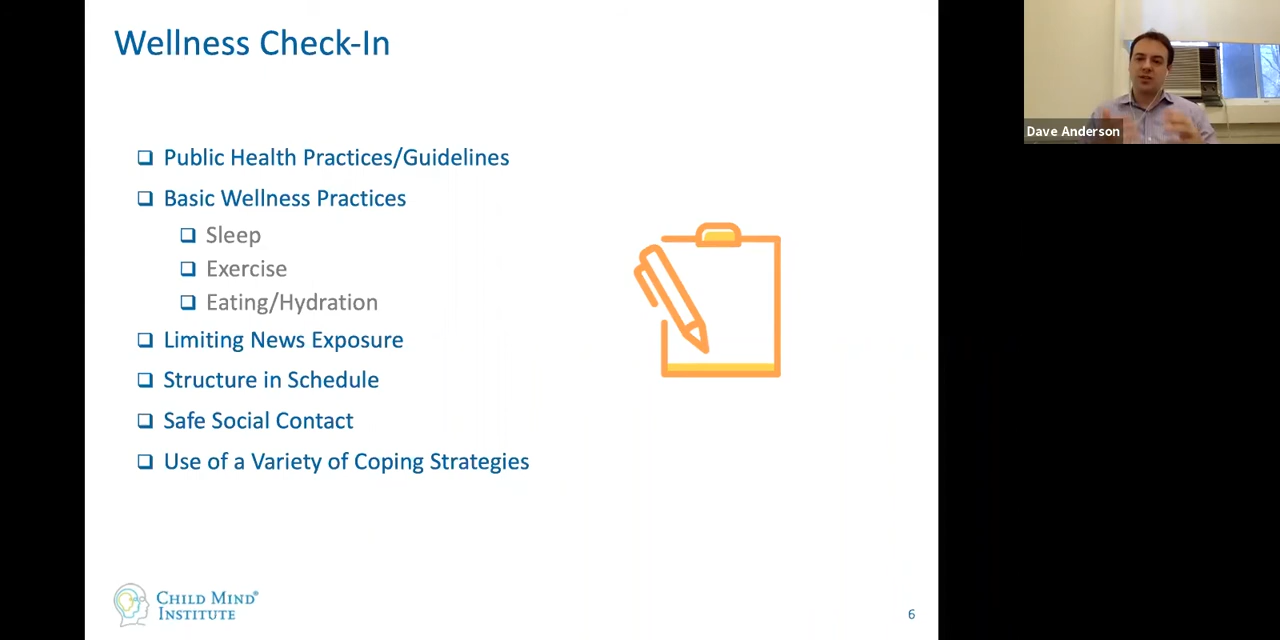 Wellness Check-In
Public Health Practices/Guidelines
Basic Wellness Practices
Sleep
Exercise
Eating/Hydration
Limiting News Exposure
Structure in Schedule
Safe Social Contact
Use of a Variety of Coping Strategies
CHILD MIND®
INSTITUTE
6
Dave Anderson